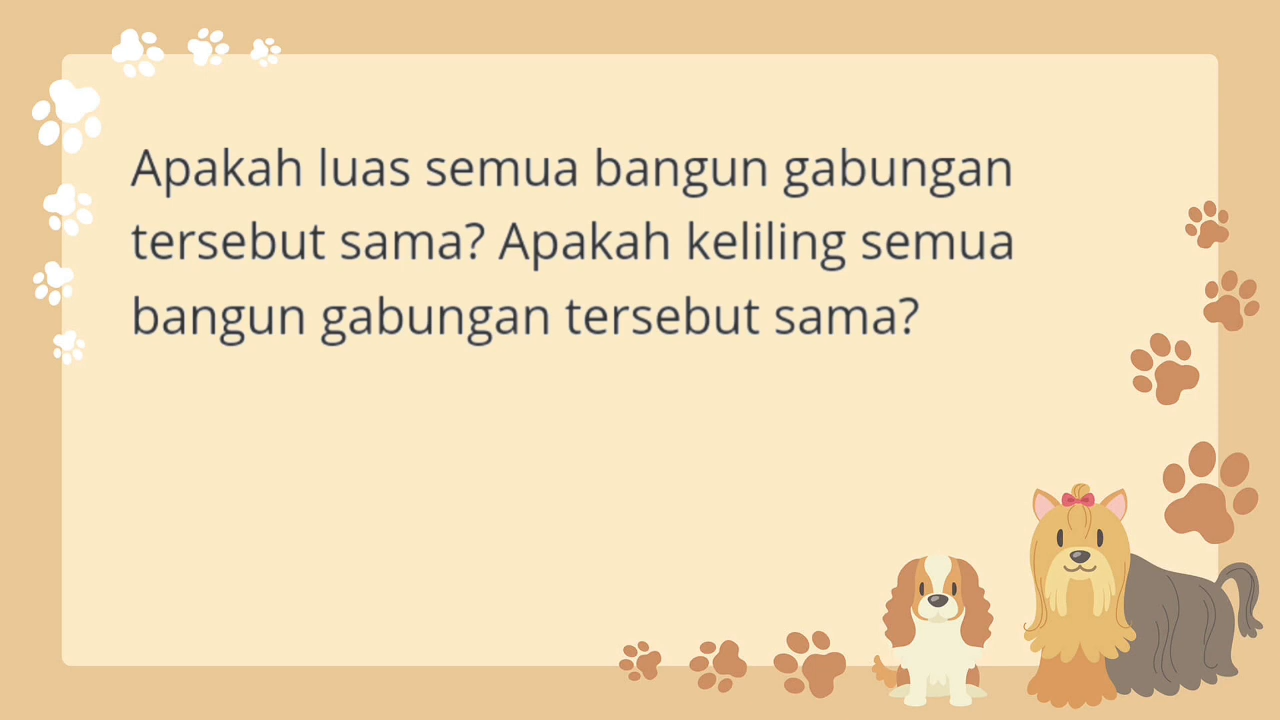 Apakah luas semua bangun gabungan
tersebut sama? Apakah keliling semua
bangun gabungan tersebut sama?